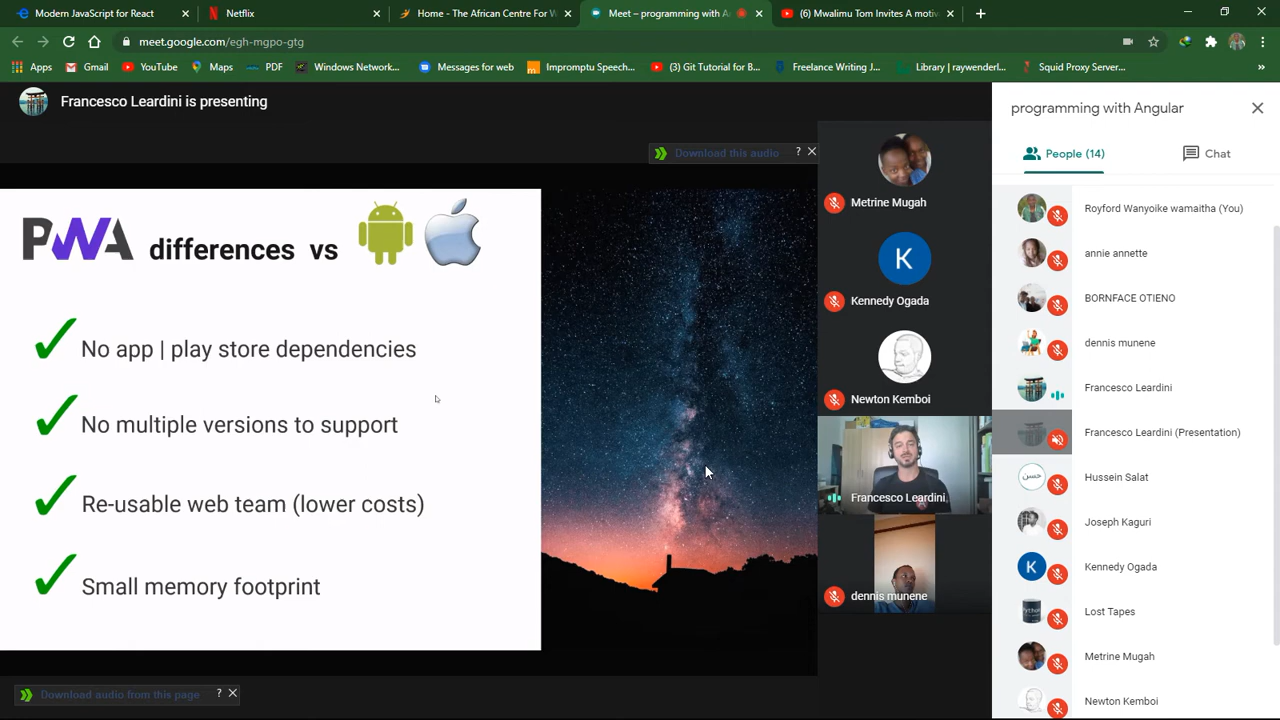 Modern JavaScript for React
Netflix
Home - The African Centre For W
Meet – programming with A
(6) Mwalimu Tom Invites A motiv
meet.google.com/egh-mgpo-gtg
Apps
Gmail
YouTube
Maps
PDF
Windows Network...
Messages for web
Impromptu Speech...
(3) Git Tutorial for B...
Freelance Writing J...
Library | raywenderl...
Squid Proxy Server...
»
Francesco Leardini is presenting
programming with Angular
Download this audio
?
People (14)
Chat
PWA differences vs
No app | play store dependencies
No multiple versions to support
Re-usable web team (lower costs)
Small memory footprint
Metrine Mugah
K
Kennedy Ogada
Newton Kemboi
Francesco Leardini
dennis munene
Royford Wanyoike wamaitha (You)
annie annette
BORNFACE OTIENO
dennis munene
Francesco Leardini
Francesco Leardini (Presentation)
حسن
Hussein Salat
Joseph Kaguri
K
Kennedy Ogada
Lost Tapes
Metrine Mugah
Newton Kemboi
Download audio from this page
?